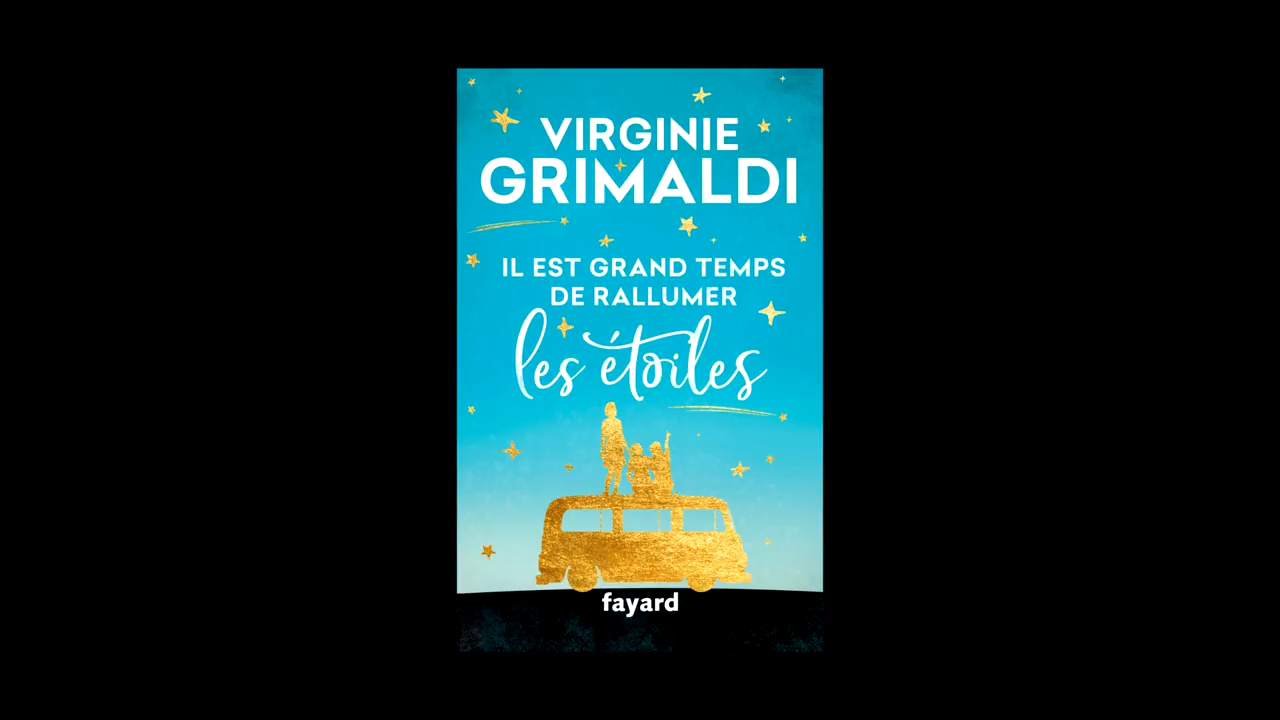 VIRGINIE
GRIMALDI
IL EST GRAND TEMPS
DE RALLUMER
les étoiles
fayard